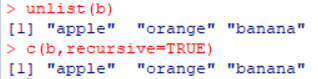 > unlist(b)
[1] "apple"  "orange" "banana"
> c(b,recursive=TRUE)
[1] "apple"  "orange" "banana"